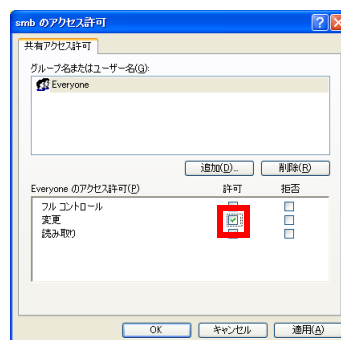 smb のアクセス許可
共有アクセス許可
グループ名またはユーザー名(G):
Everyone
追加(D)... 削除(R)
Everyone のアクセス許可(P) 許可 拒否
フル コントロール
変更
読み取り
OK キャンセル 適用(A)